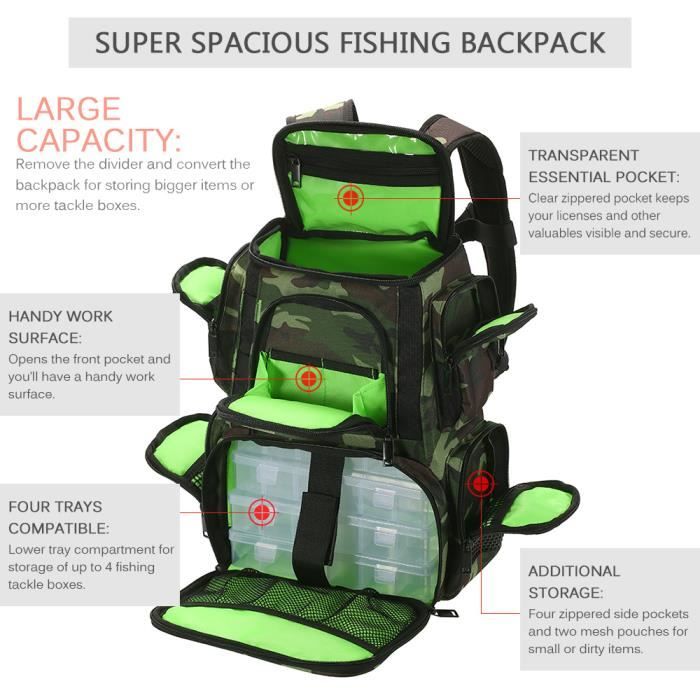 SUPER SPACIOUS FISHING BACKPACK
LARGE
CAPACITY:
Remove the divider and convert the
backpack for storing bigger items or
more tackle boxes.
TRANSPARENT
ESSENTIAL POCKET:
Clear zippered pocket keeps
your licenses and other
valuables visible and secure.
HANDY WORK
SURFACE:
Opens the front pocket and
you'll have a handy work
surface.
FOUR TRAYS
COMPATIBLE:
Lower tray compartment for
storage of up to 4 fishing
tackle boxes.
ADDITIONAL
STORAGE:
Four zippered side pockets
and two mesh pouches for
small or dirty items.